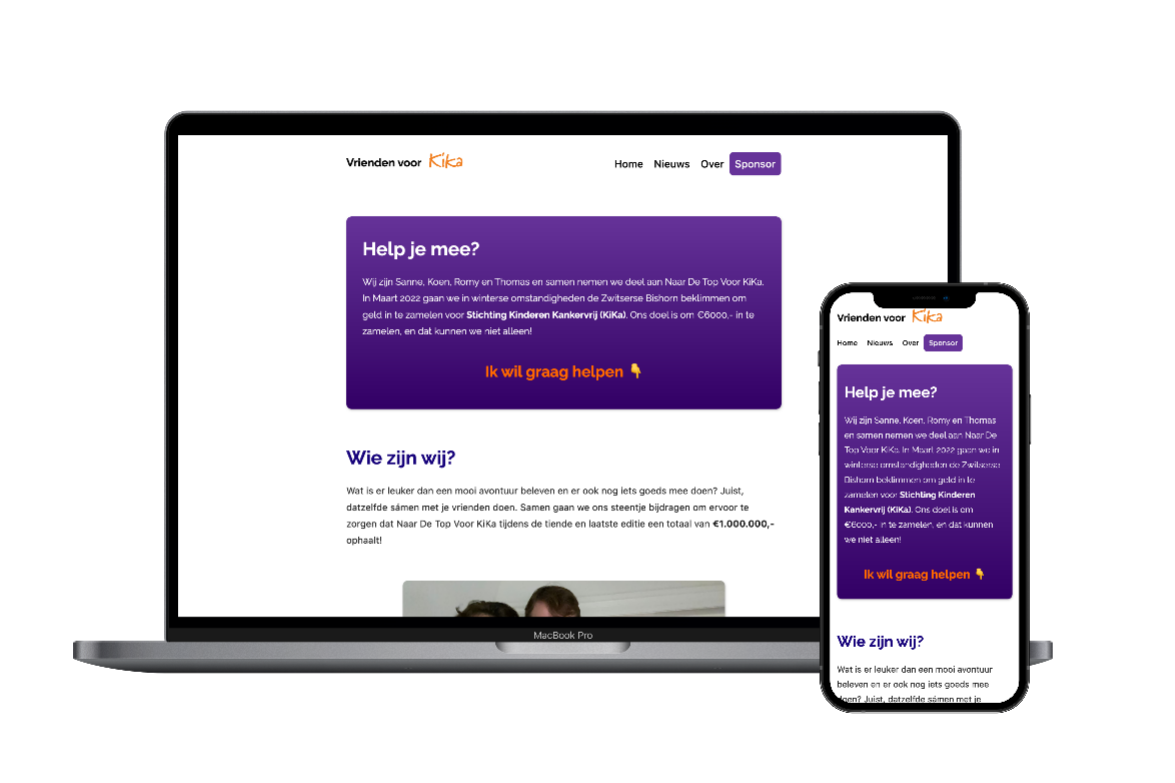 Vrienden voor Kika
Home Nieuws Over Sponsor
Help je mee?
Wij zijn Sanne, Koen, Romy en Thomas en samen nemen we deel aan Naar De Top Voor KiKa.
In Maart 2022 gaan we in winterse omstandigheden de Zwitserse Bishorn beklimmen om
geld in te zamelen voor Stichting Kinderen Kankervrij (KiKa). Ons doel is om €6000,- in te
zamelen, en dat kunnen we niet alleen!
Ik wil graag helpen 👇
Wie zijn wij?
Wat is er leuker dan een mooi avontuur beleven en er ook nog iets goeds mee doen? Juist,
datzelfde sámen met je vrienden doen. Samen gaan we ons steentje bijdragen om ervoor te
zorgen dat Naar De Top Voor KiKa tijdens de tiende en laatste editie een totaal van €1.000.000,-
ophaalt!
MacBook Pro
Vrienden voor Kika
Home Nieuws Over Sponsor
Help je mee?
Wij zijn Sanne, Koen, Romy en Thomas
en samen nemen we deel aan Naar De
Top Voor KiKa. In Maart 2022 gaan we in
winterse omstandigheden de Zwitserse
Bishorn beklimmen om geld in te
zamelen voor Stichting Kinderen
Kankervrij (KiKa). Ons doel is om
€6000,- in te zamelen, en dat kunnen
we niet alleen!
Ik wil graag helpen 👇
Wie zijn wij?
Wat is er leuker dan een mooi avontuur
beleven en er ook nog iets goeds mee
doen? Juist, datzelfde sámen met je